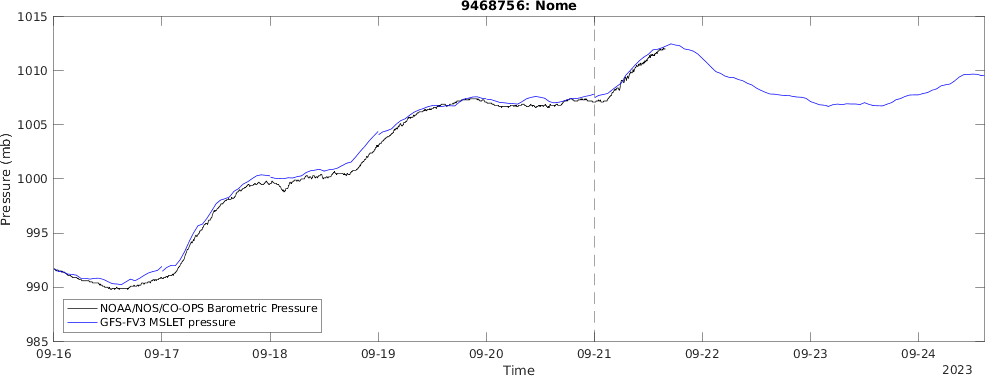 9468756: Nome
1015
1010
1005
1000
995
990
985
Pressure (mb)
NOAA/NOS/CO-OPS Barometric Pressure
GFS-FV3 MSLET pressure
09-16 09-17 09-18 09-19 09-20 09-21 09-22 09-23 09-24
Time
2023